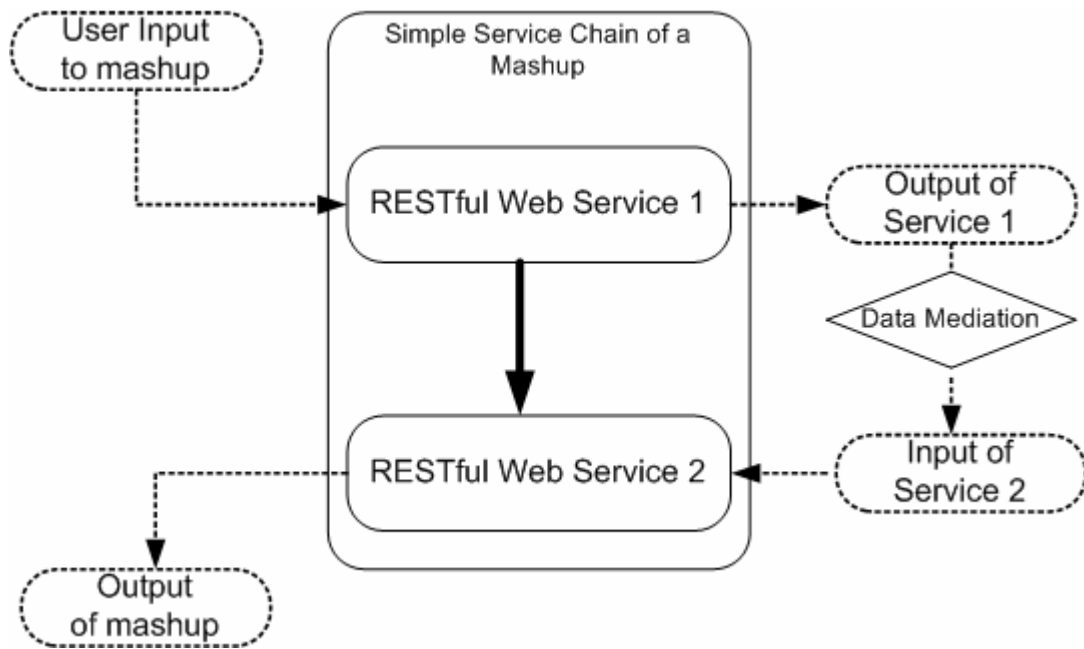 User Input
to mashup
Simple Service Chain of a
Mashup
RESTful Web Service 1
Output of
Service 1
Data Mediation
Input of
Service 2
RESTful Web Service 2
Output
of mashup